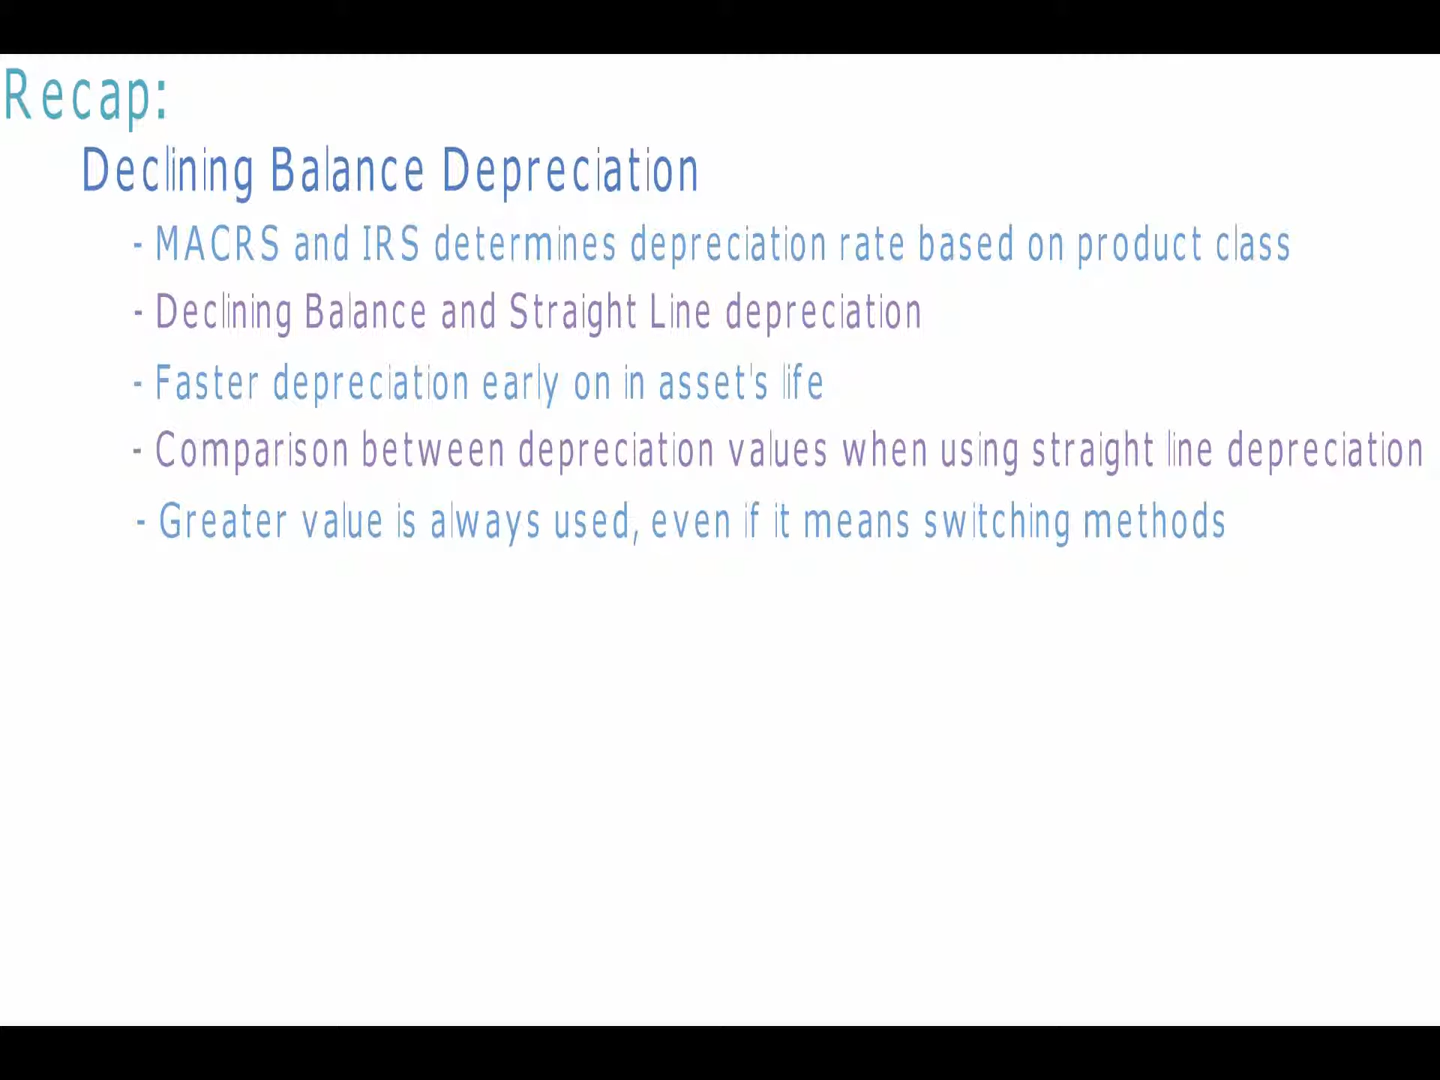 Recap:
Declining Balance Depreciation
- MACRS and IRS determines depreciation rate based on product class
- Declining Balance and Straight Line depreciation
- Faster depreciation early on in asset's life
- Comparison between depreciation values when using straight line depreciation
- Greater value is always used, even if it means switching methods